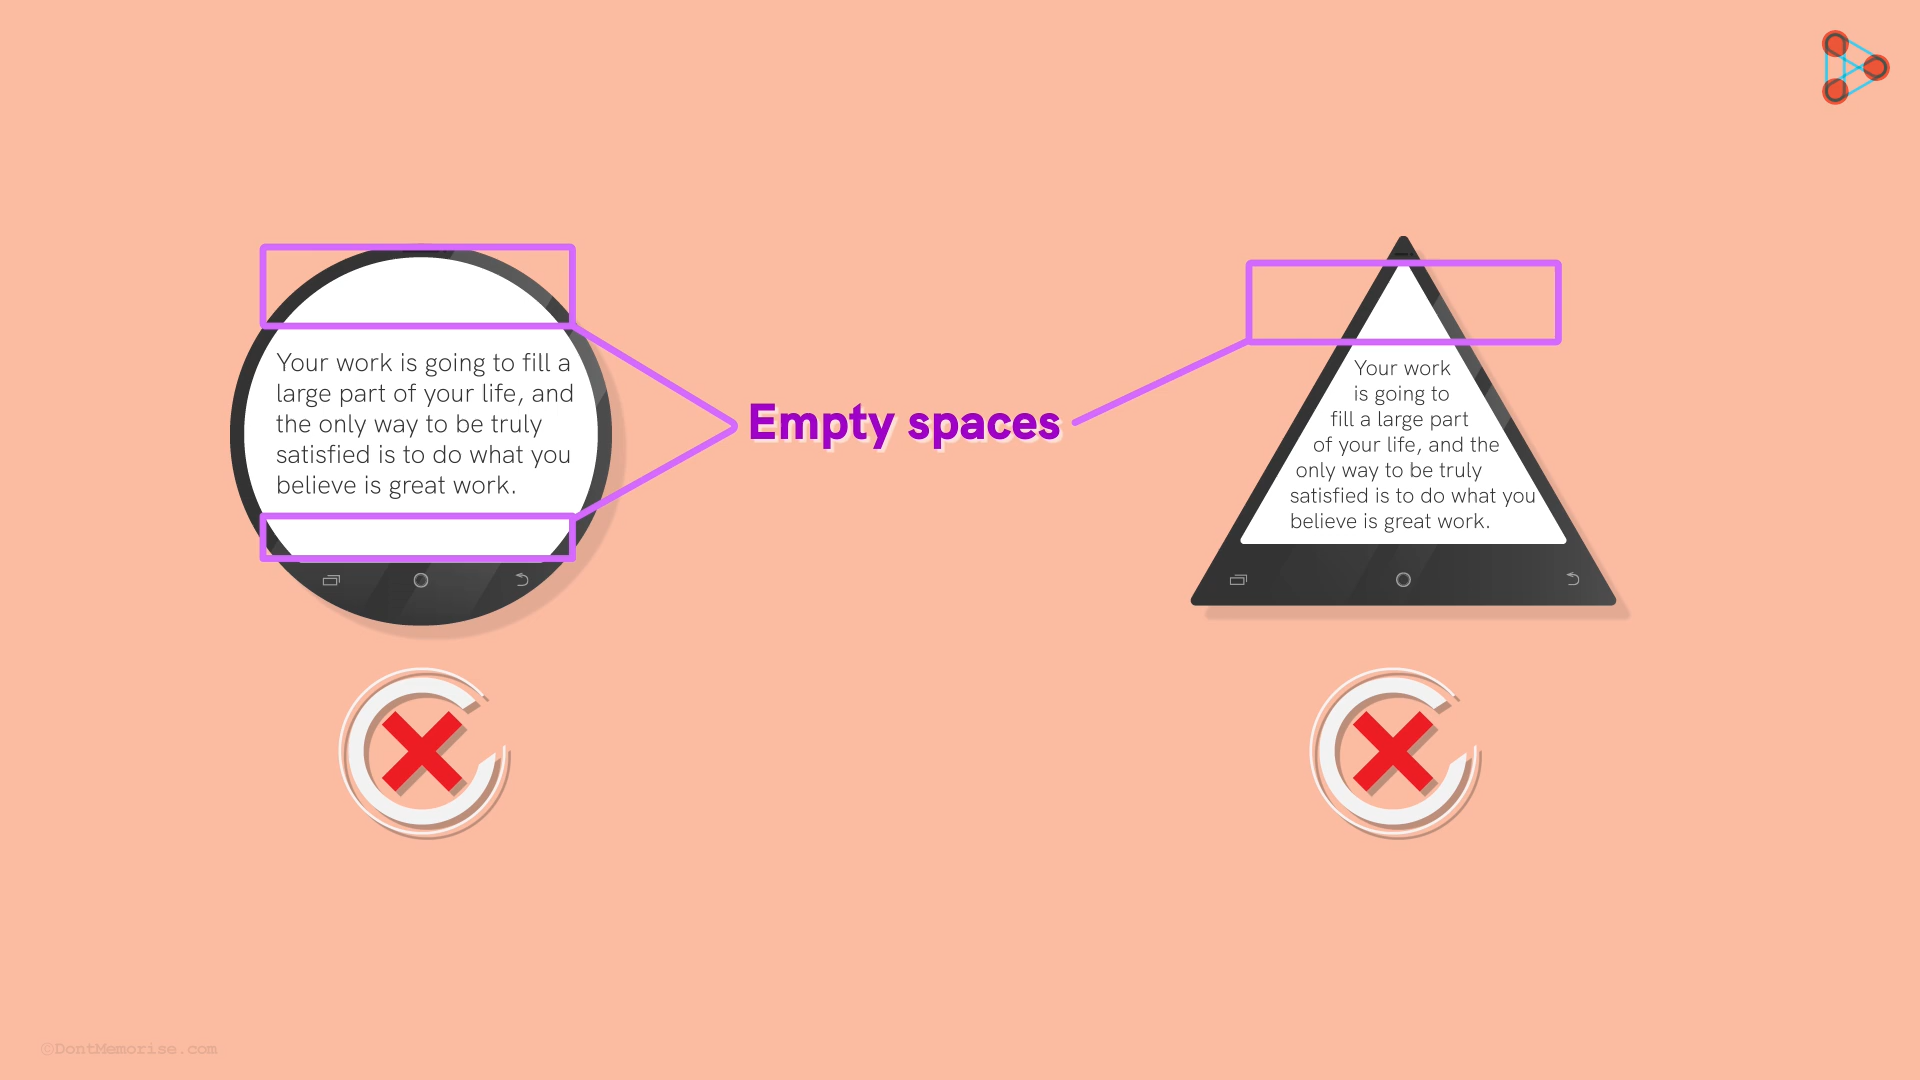 Your work is going to fill a
large part of your life, and
the only way to be truly
satisfied is to do what you
believe is great work.
Empty spaces
Your work
is going to
fill a large part
of your life, and the
only way to be truly
satisfied is to do what you
believe is great work.
©DontMemorise.com